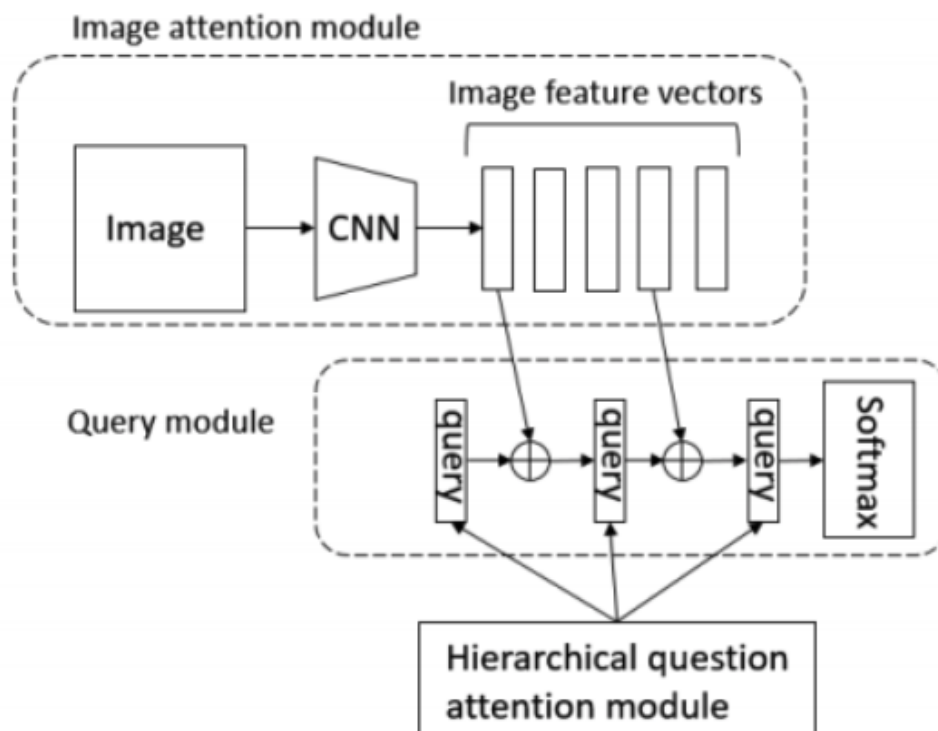 Image attention module
Image feature vectors
Image
CNN
Query module
query
query
query
Softmax
Hierarchical question
attention module